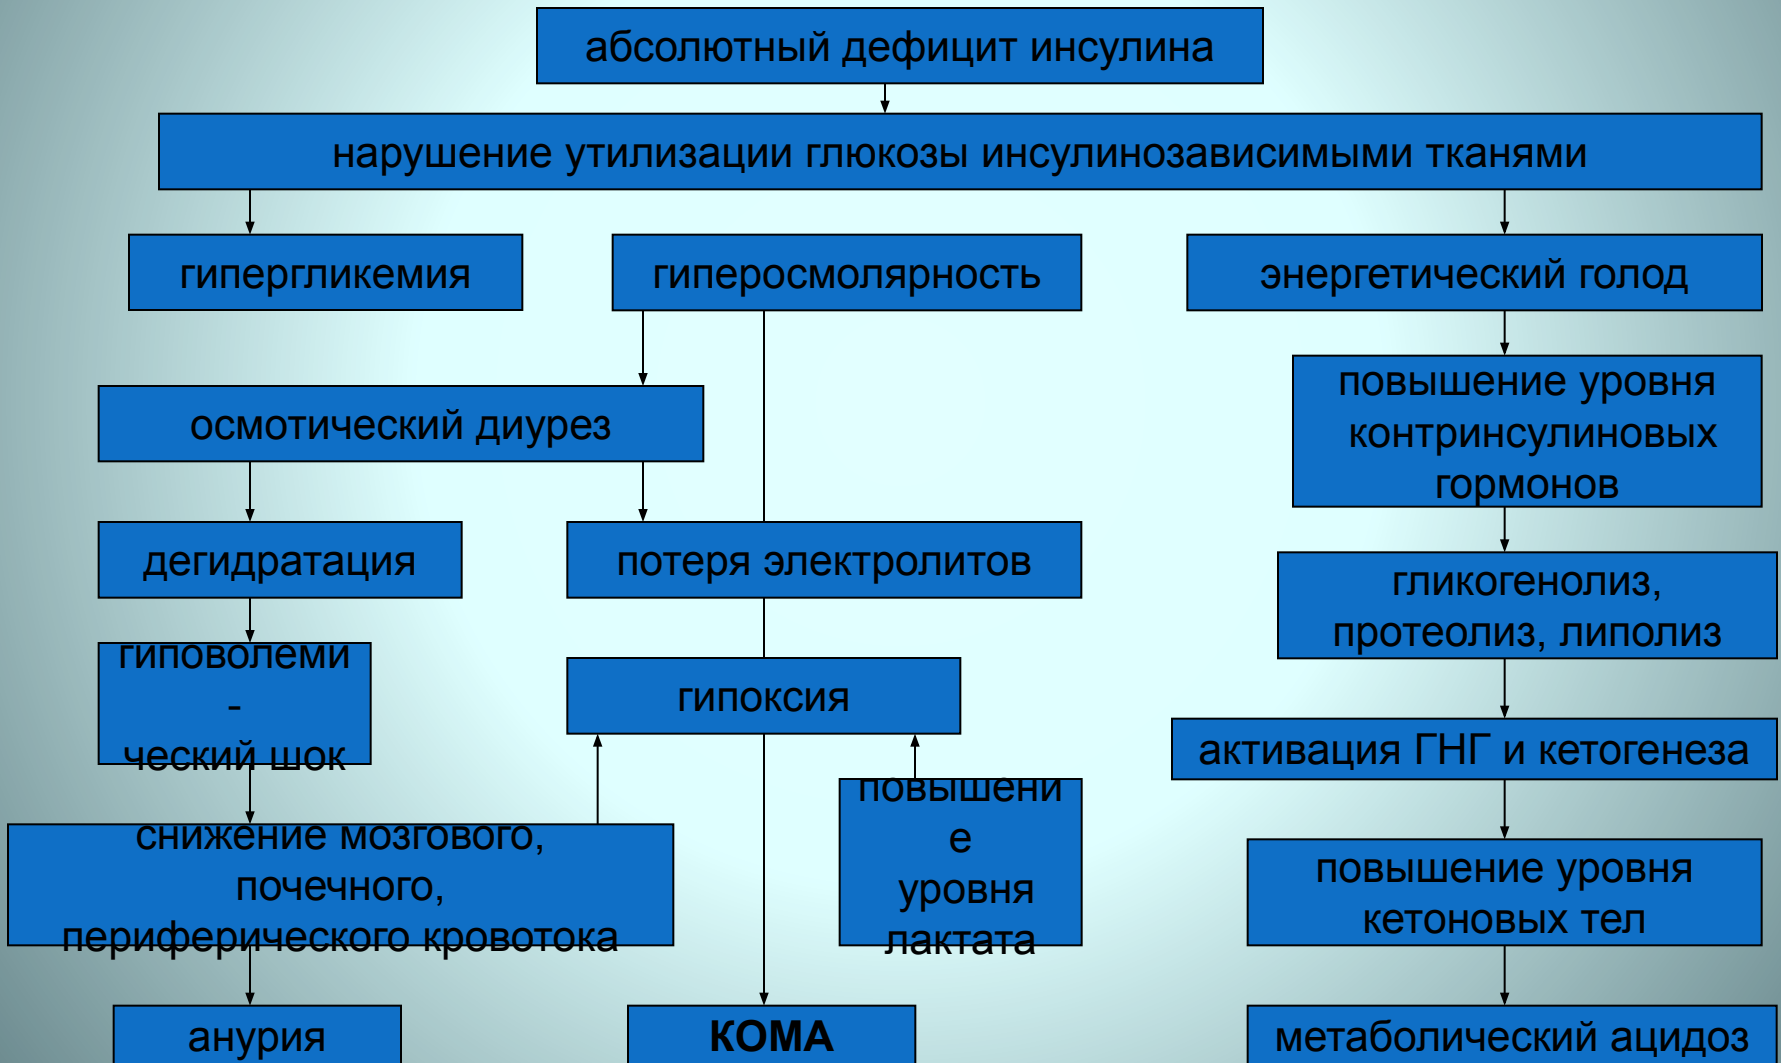 абсолютный дефицит инсулина
нарушение утилизации глюкозы инсулинозависимыми тканями
гипергликемия
гиперосмолярность
энергетический голод
осмотический диурез
повышение уровня
контринсулиновых
гормонов
дегидратация
потеря электролитов
гликогенолиз,
протеолиз, липолиз
гиповолеми
-
ческий шок
гипоксия
активация ГНГ и кетогенеза
снижение мозгового,
почечного,
периферического кровотока
повышени
е
уровня
лактата
повышение уровня
кетоновых тел
анурия
КОМА
метаболический ацидоз